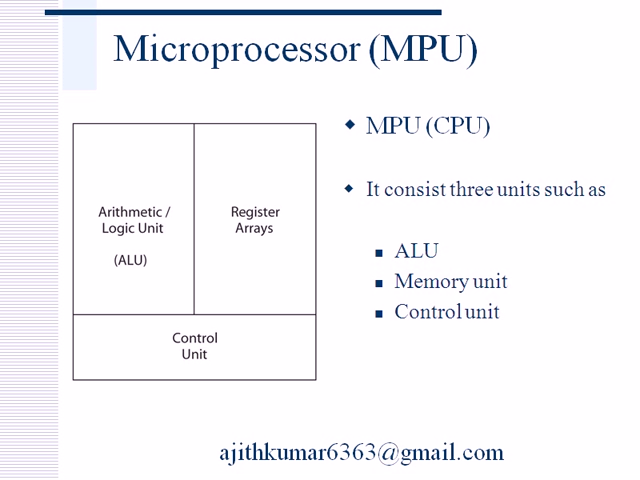 Microprocessor (MPU)
MPU (CPU)
It consist three units such as
ALU
Memory unit
Control unit
Arithmetic /
Logic Unit
(ALU)
Register
Arrays
Control
Unit
ajithkumar6363@gmail.com